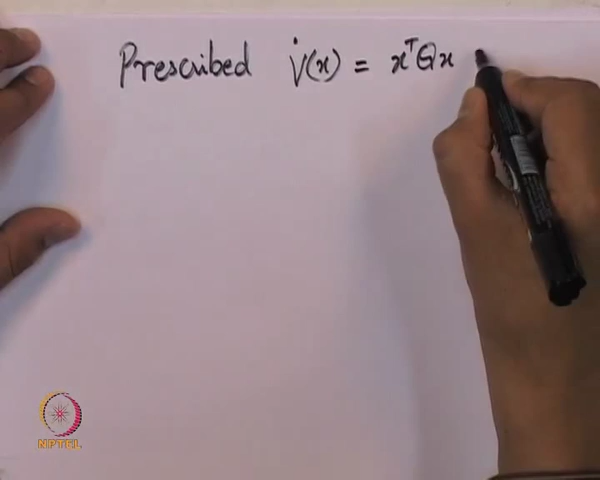 Prescribed V̇(x) = xᵀQx
NPTEL